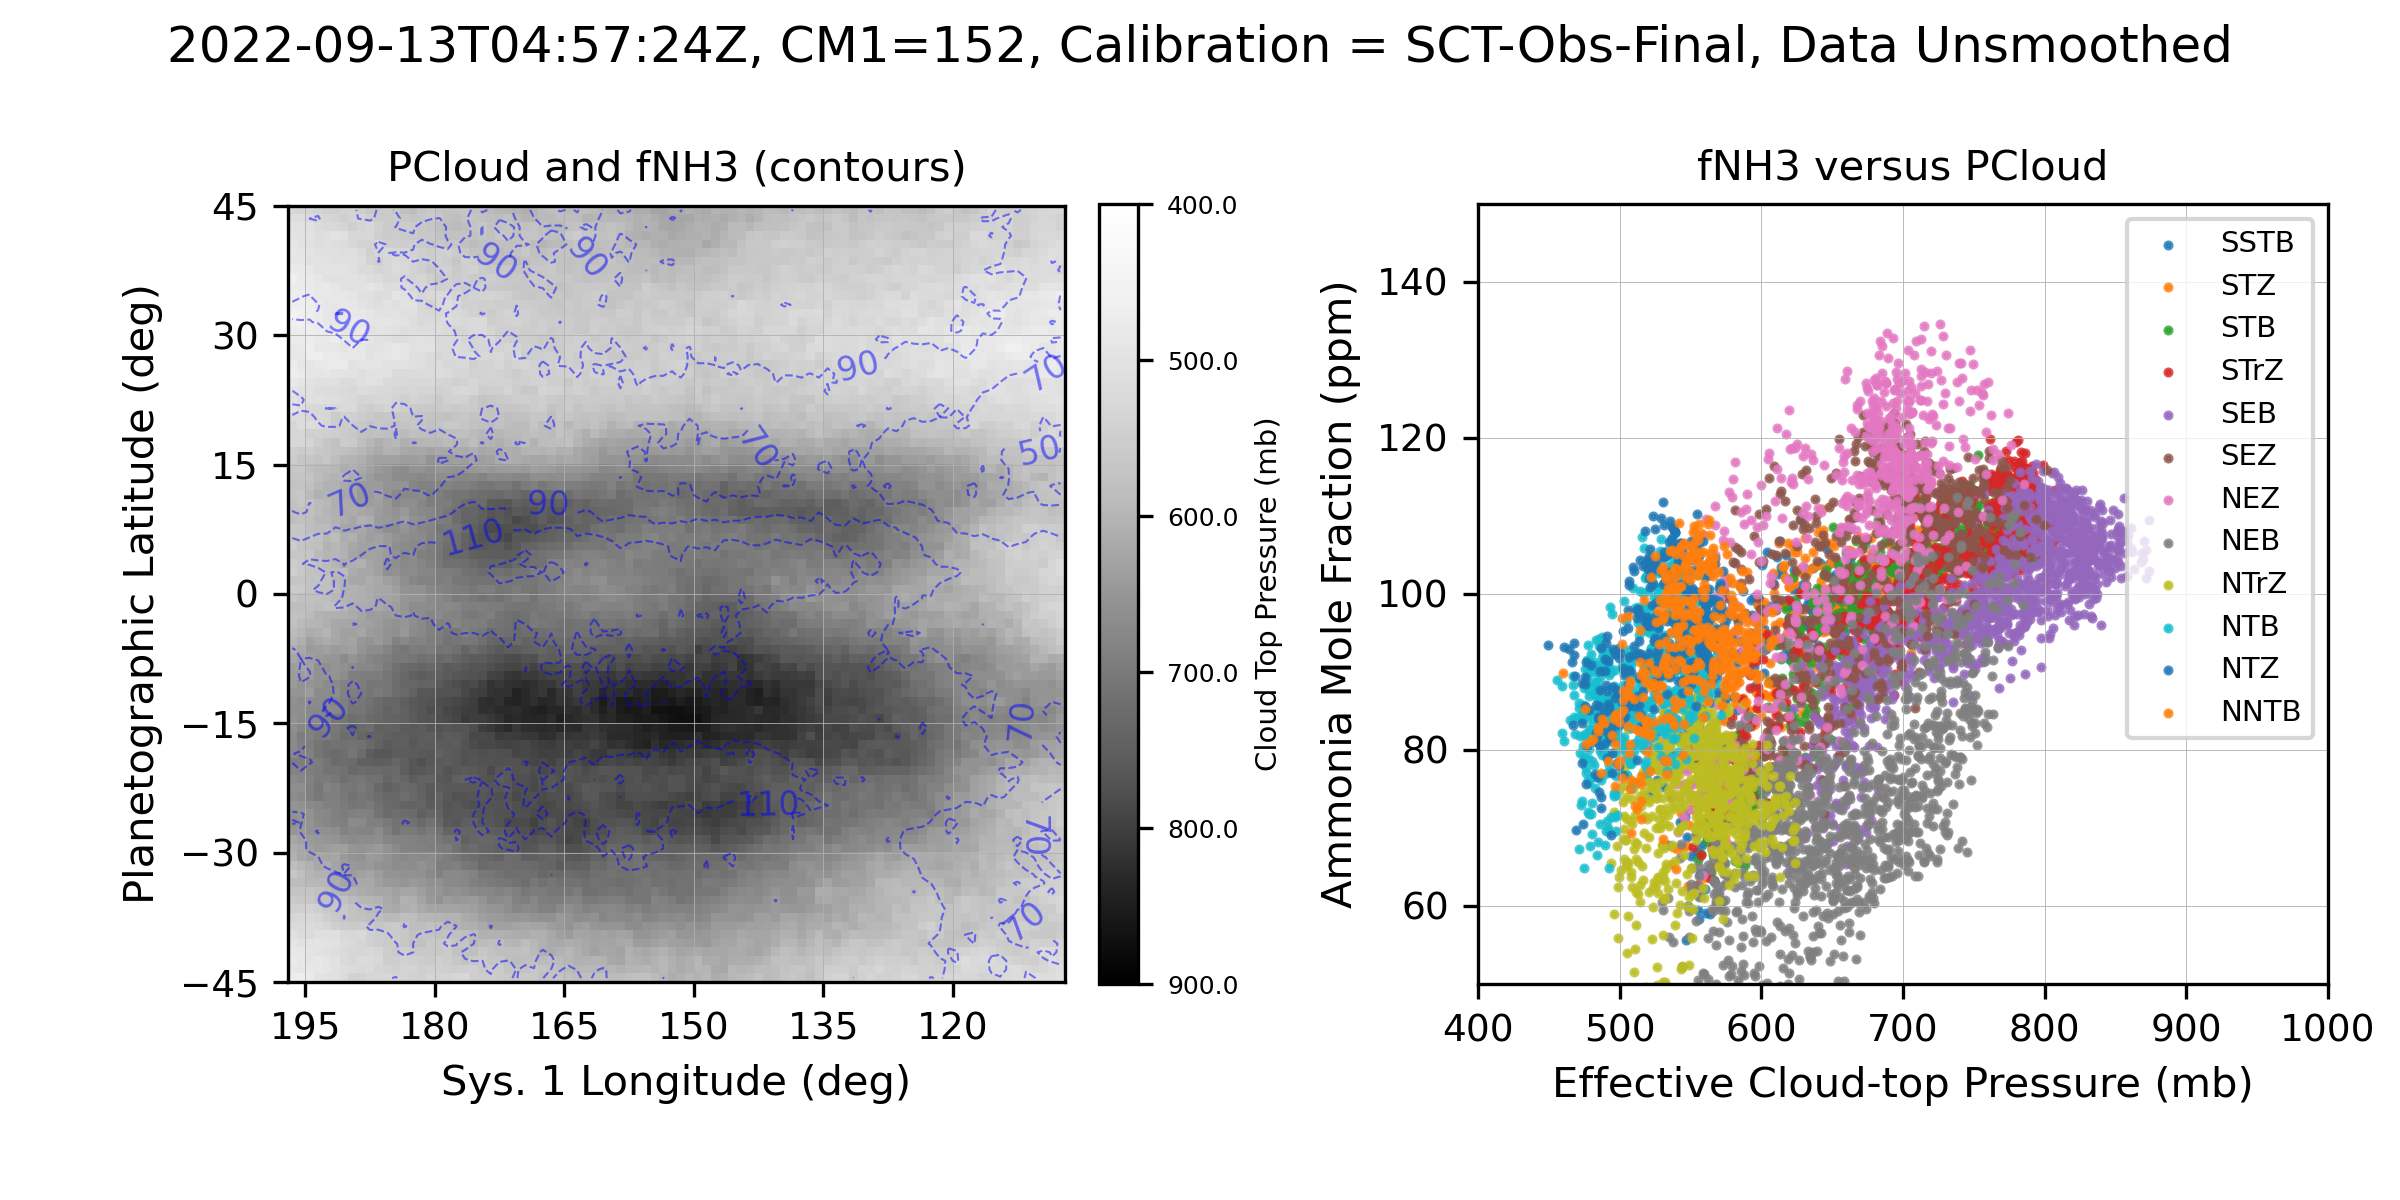 2022-09-13T04:57:24Z, CM1=152, Calibration = SCT-Obs-Final, Data Unsmoothed
PCloud and fNH3 (contours)
Planetographic Latitude (deg)
45
30
15
0
−15
−30
−45
195
180
165
150
135
120
Sys. 1 Longitude (deg)
90
90
90
90
70
70
50
70
90
110
90
70
110
70
90
70
400.0
500.0
600.0
700.0
800.0
900.0
Cloud Top Pressure (mb)
fNH3 versus PCloud
Ammonia Mole Fraction (ppm)
140
120
100
80
60
400
500
600
700
800
900
1000
Effective Cloud-top Pressure (mb)
SSTB
STZ
STB
STrZ
SEB
SEZ
NEZ
NEB
NTrZ
NTB
NTZ
NNTB